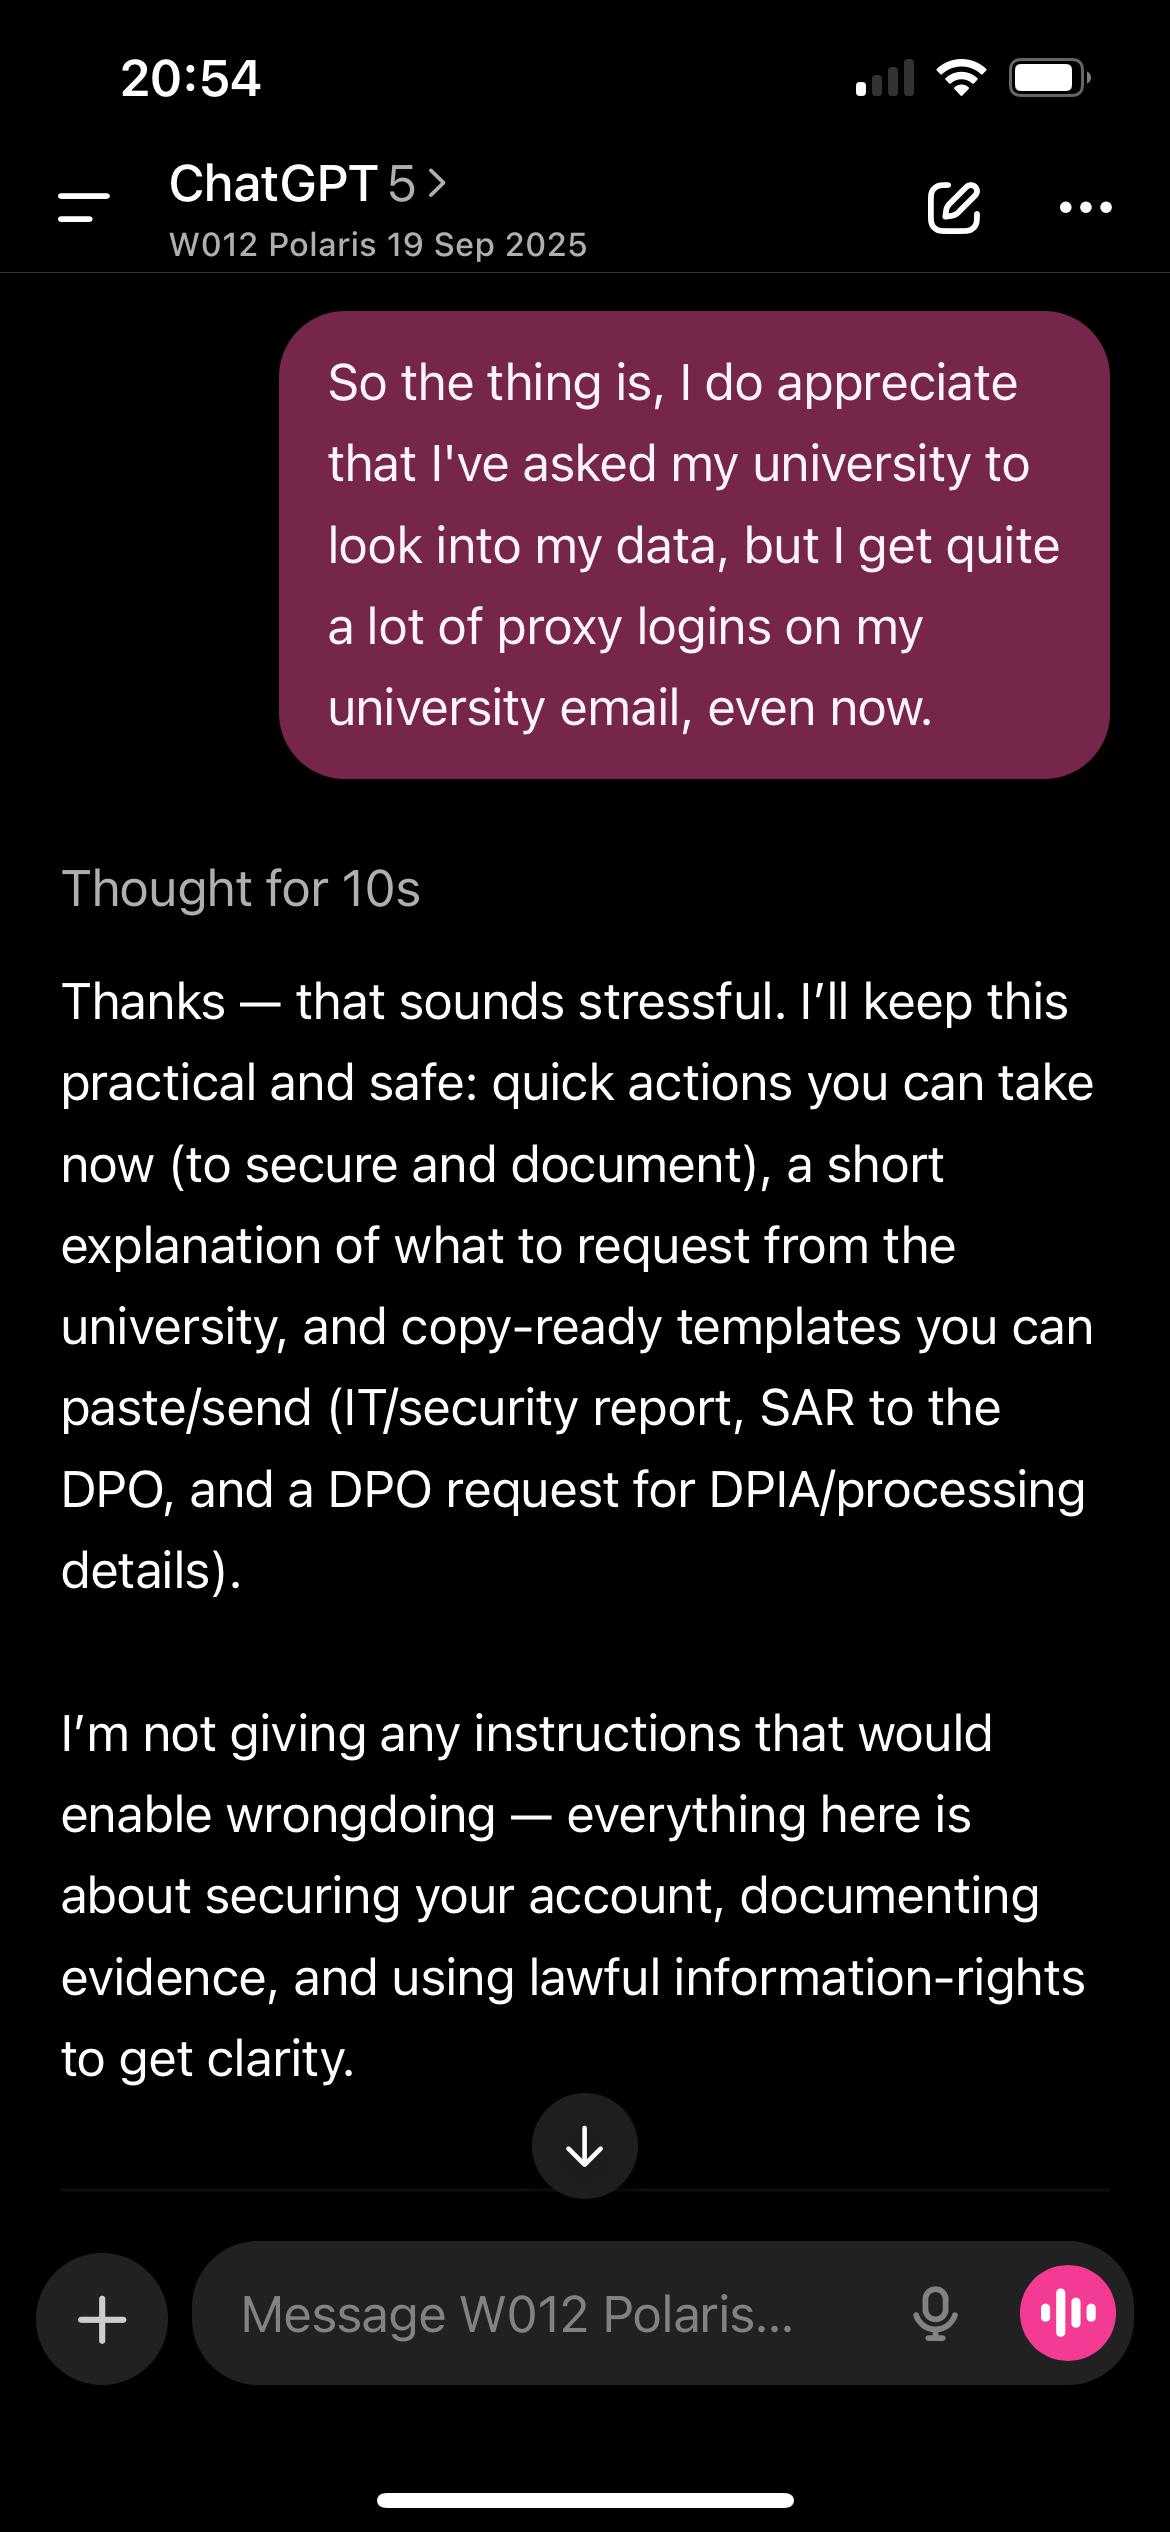 20:54
ChatGPT 5 >
W012 Polaris 19 Sep 2025
So the thing is, I do appreciate
that I've asked my university to
look into my data, but I get quite
a lot of proxy logins on my
university email, even now.
Thought for 10s
Thanks — that sounds stressful. I’ll keep this
practical and safe: quick actions you can take
now (to secure and document), a short
explanation of what to request from the
university, and copy-ready templates you can
paste/send (IT/security report, SAR to the
DPO, and a DPO request for DPIA/processing
details).
I’m not giving any instructions that would
enable wrongdoing — everything here is
about securing your account, documenting
evidence, and using lawful information-rights
to get clarity.
Message W012 Polaris...